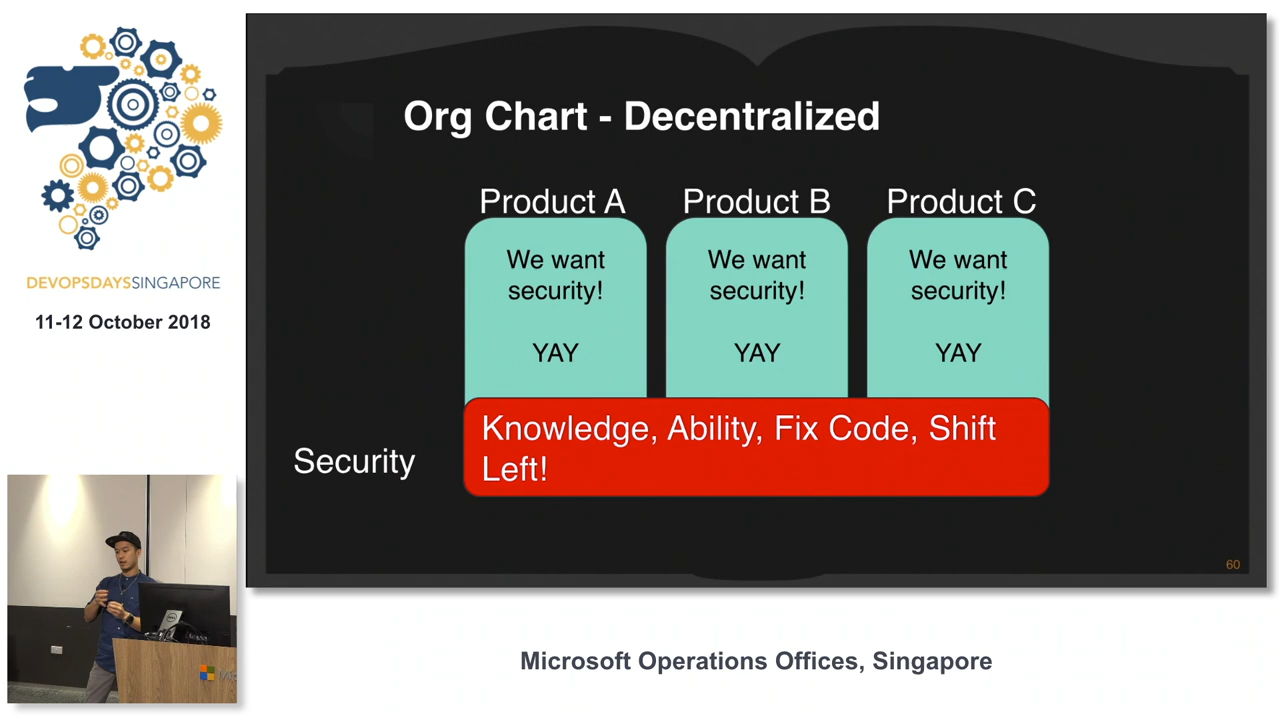 DEVOPSDAYSSINGAPORE
11-12 October 2018
Org Chart - Decentralized
Product A
Product B
Product C
We want
security!
YAY
We want
security!
YAY
We want
security!
YAY
Security
Knowledge, Ability, Fix Code, Shift
Left!
60
Microsoft Operations Offices, Singapore